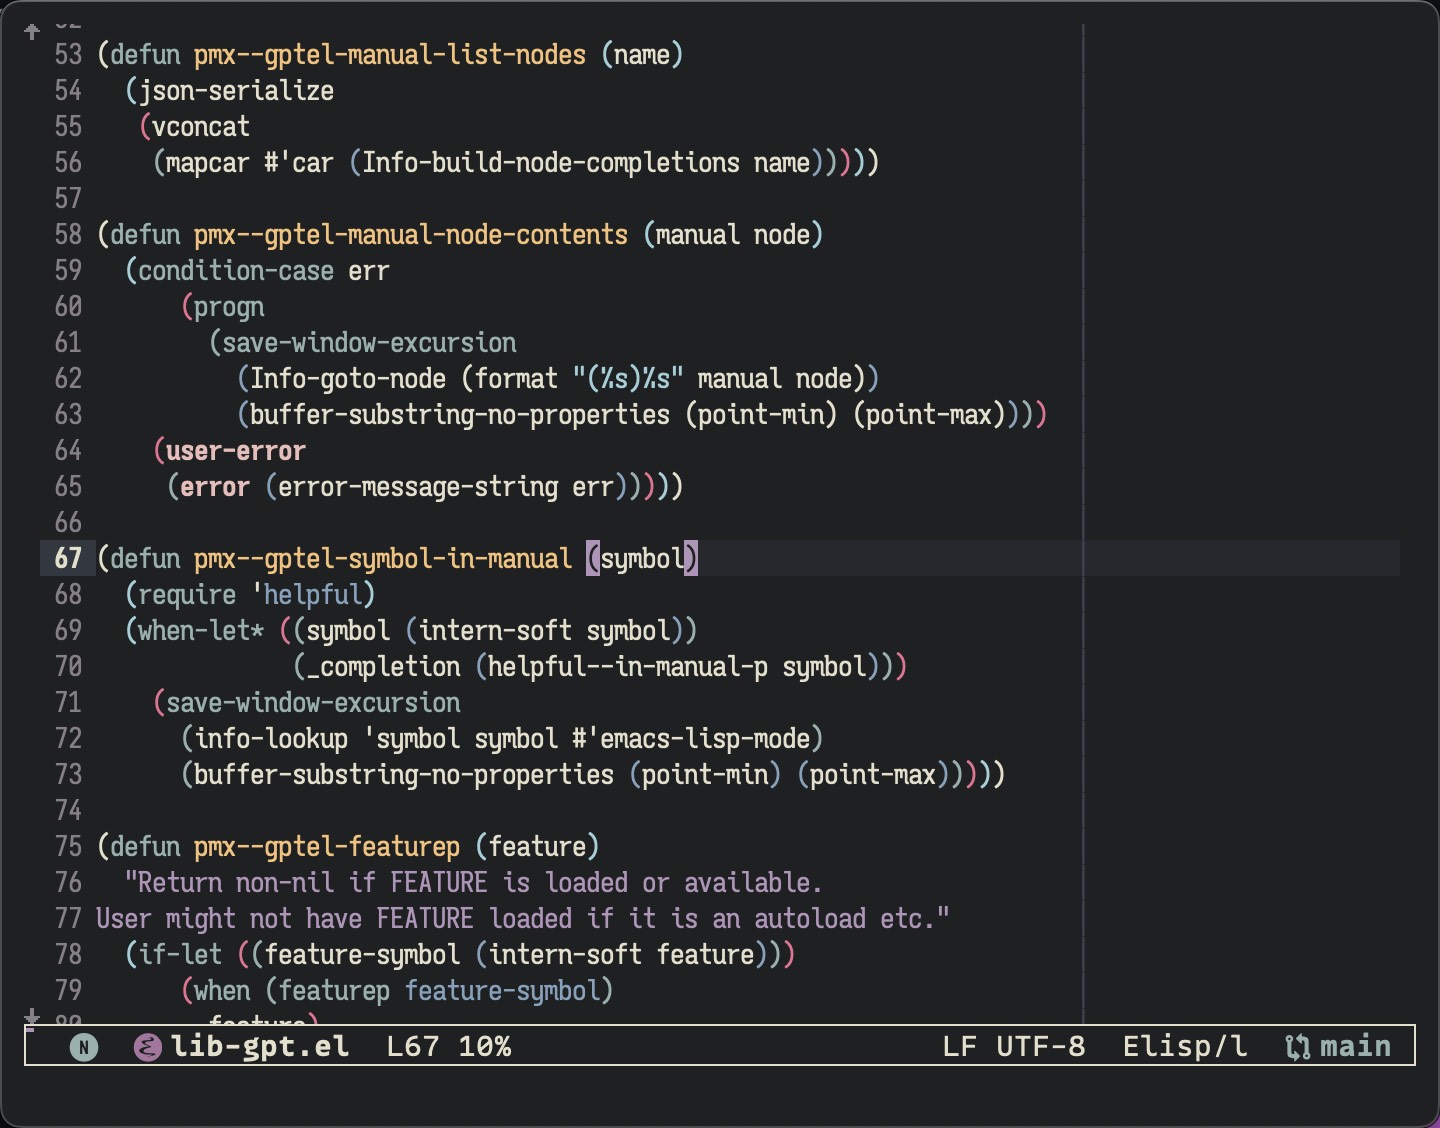 52
53 (defun pmx--gptel-manual-list-nodes (name)
54   (json-serialize
55    (vconcat
56     (mapcar #'car (Info-build-node-completions name)))))
57
58 (defun pmx--gptel-manual-node-contents (manual node)
59   (condition-case err
60       (progn
61         (save-window-excursion
62           (Info-goto-node (format "(%s)%s" manual node))
63           (buffer-substring-no-properties (point-min) (point-max))))
64     (user-error
65      (error (error-message-string err)))))
66
67 (defun pmx--gptel-symbol-in-manual (symbol)
68   (require 'helpful)
69   (when-let* ((symbol (intern-soft symbol))
70               (_completion (helpful--in-manual-p symbol)))
71     (save-window-excursion
72       (info-lookup 'symbol symbol #'emacs-lisp-mode)
73       (buffer-substring-no-properties (point-min) (point-max)))))
74
75 (defun pmx--gptel-featurep (feature)
76   "Return non-nil if FEATURE is loaded or available.
77 User might not have FEATURE loaded if it is an autoload etc."
78   (if-let ((feature-symbol (intern-soft feature)))
79       (when (featurep feature-symbol)
80         feature)
N lib-gpt.el L67 10% LF UTF-8 Elisp/l main